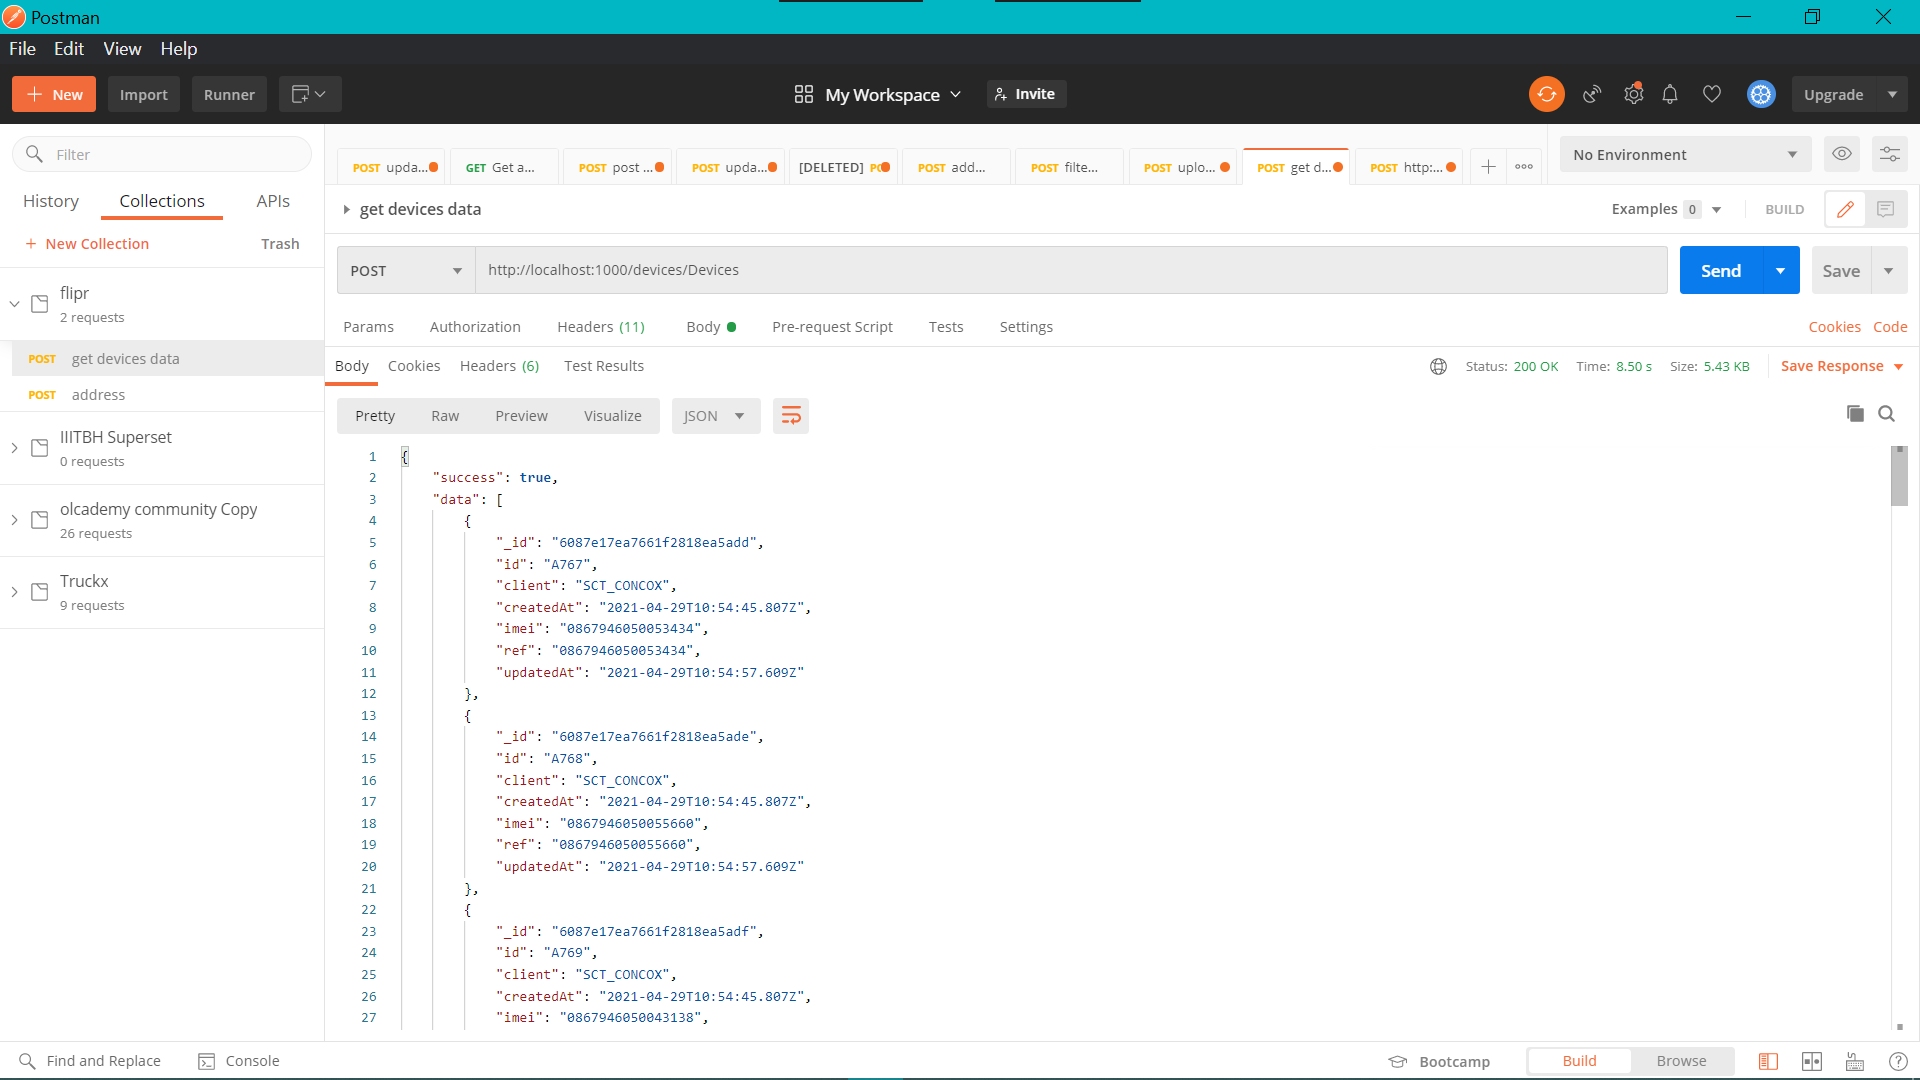 Postman
File Edit View Help
New Import Runner My Workspace Invite Upgrade
Filter
History Collections APIs
New Collection Trash
flipr
2 requests
POST get devices data
POST address
IIITBH Superset
0 requests
olcademy community Copy
26 requests
Truckx
9 requests
POST upda... GET Get a... POST post ... POST upda... [DELETED] PO POST add... POST filte... POST uplo... POST get d... POST http:... No Environment
get devices data Examples 0 BUILD
POST http://localhost:1000/devices/Devices Send Save
Params Authorization Headers (11) Body Pre-request Script Tests Settings Cookies Code
Body Cookies Headers (6) Test Results Status: 200 OK Time: 8.50 s Size: 5.43 KB Save Response
Pretty Raw Preview Visualize JSON
1 {
2 "success": true,
3 "data": [
4 {
5 "_id": "6087e17ea7661f2818ea5add",
6 "id": "A767",
7 "client": "SCT_CONCOX",
8 "createdAt": "2021-04-29T10:54:45.807Z",
9 "imei": "0867946050053434",
10 "ref": "0867946050053434",
11 "updatedAt": "2021-04-29T10:54:57.609Z"
12 },
13 {
14 "_id": "6087e17ea7661f2818ea5ade",
15 "id": "A768",
16 "client": "SCT_CONCOX",
17 "createdAt": "2021-04-29T10:54:45.807Z",
18 "imei": "0867946050055660",
19 "ref": "0867946050055660",
20 "updatedAt": "2021-04-29T10:54:57.609Z"
21 },
22 {
23 "_id": "6087e17ea7661f2818ea5adf",
24 "id": "A769",
25 "client": "SCT_CONCOX",
26 "createdAt": "2021-04-29T10:54:45.807Z",
27 "imei": "0867946050043138",
Find and Replace Console Bootcamp Build Browse